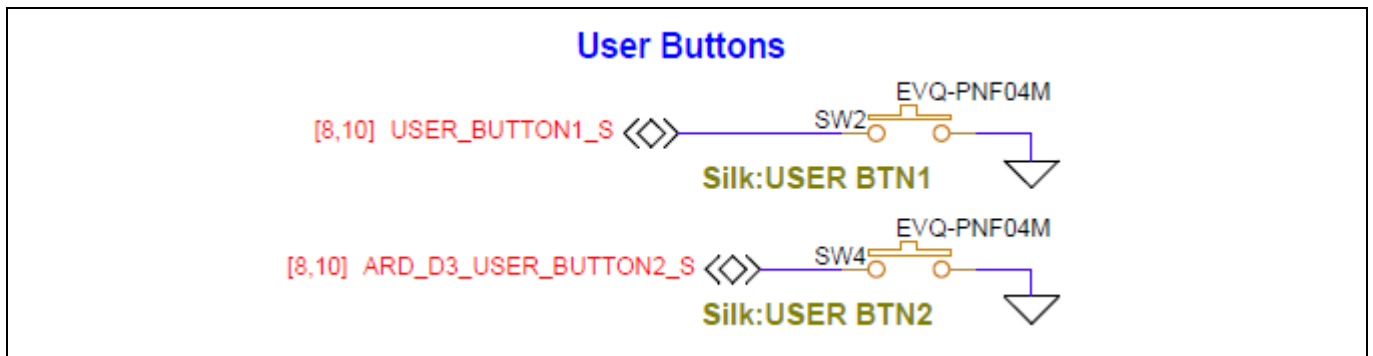 User Buttons
EVQ-PNF04M
[8,10] USER_BUTTON1_S
SW2
Silk:USER BTN1
EVQ-PNF04M
[8,10] ARD_D3_USER_BUTTON2_S
SW4
Silk:USER BTN2